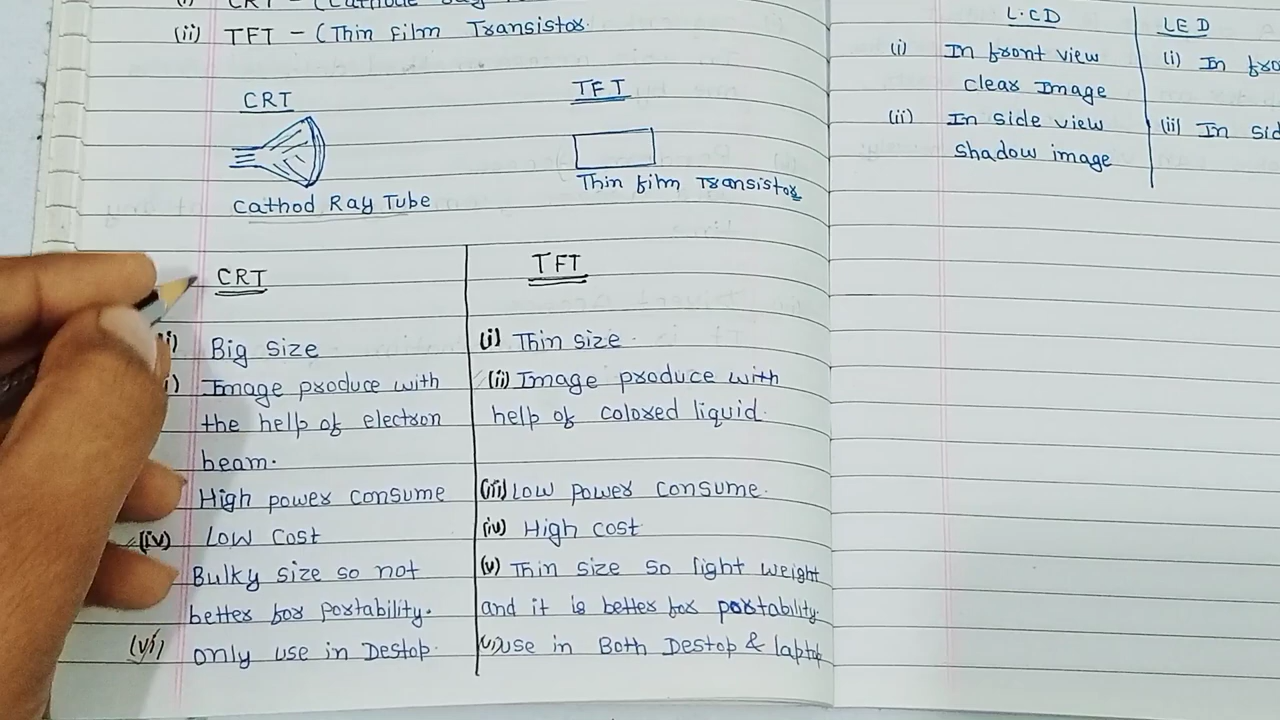 CRT - (Cathode Ray
(ii) TFT - (Thin Film Transistor.
CRT
TFT
Cathod Ray Tube
Thin film Transistor
CRT
TFT
Big size
(i) Thin size.
Image produce with
the help of electron
beam.
(ii) Image produce with
help of colored liquid.
High power consume
(iii) Low power consume.
(iv) Low cost
(iv) High cost
Bulky size so not
better for portability.
(v) Thin size so light weight
and it is better for portability.
(vi) only use in Destop.
use in Both Destop & laptop
L.CD
(i) In front view
clear Image
(ii) In side view
shadow image
LED
(i) In
(ii) In